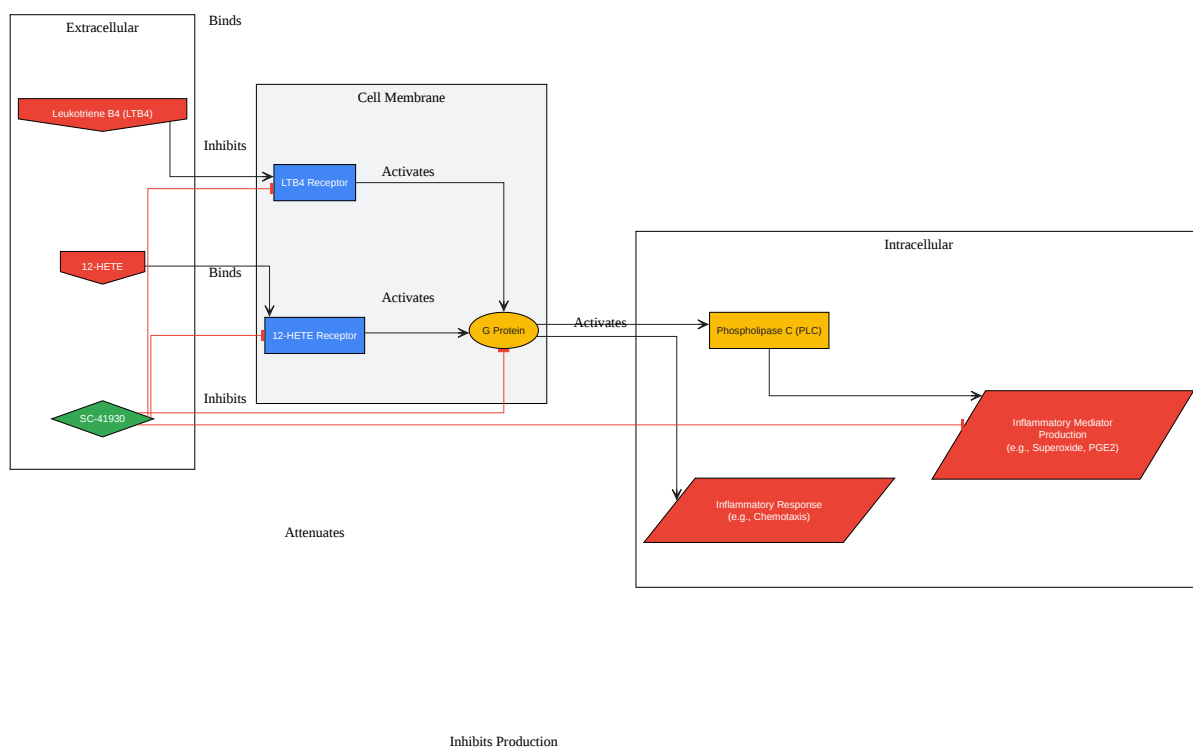 Binds
Extracellular
Cell Membrane
Leukotriene B4 (LTB4)
Inhibits
Activates
LTB4 Receptor
Intracellular
12-HETE
Binds
Activates
Activates
G Protein
Phospholipase C (PLC)
12-HETE Receptor
Inhibits
SC-41930
Inflammatory Mediator
Production
(e.g., Superoxide, PGE2)
Inflammatory Response
(e.g., Chemotaxis)
Attenuates
Inhibits Production